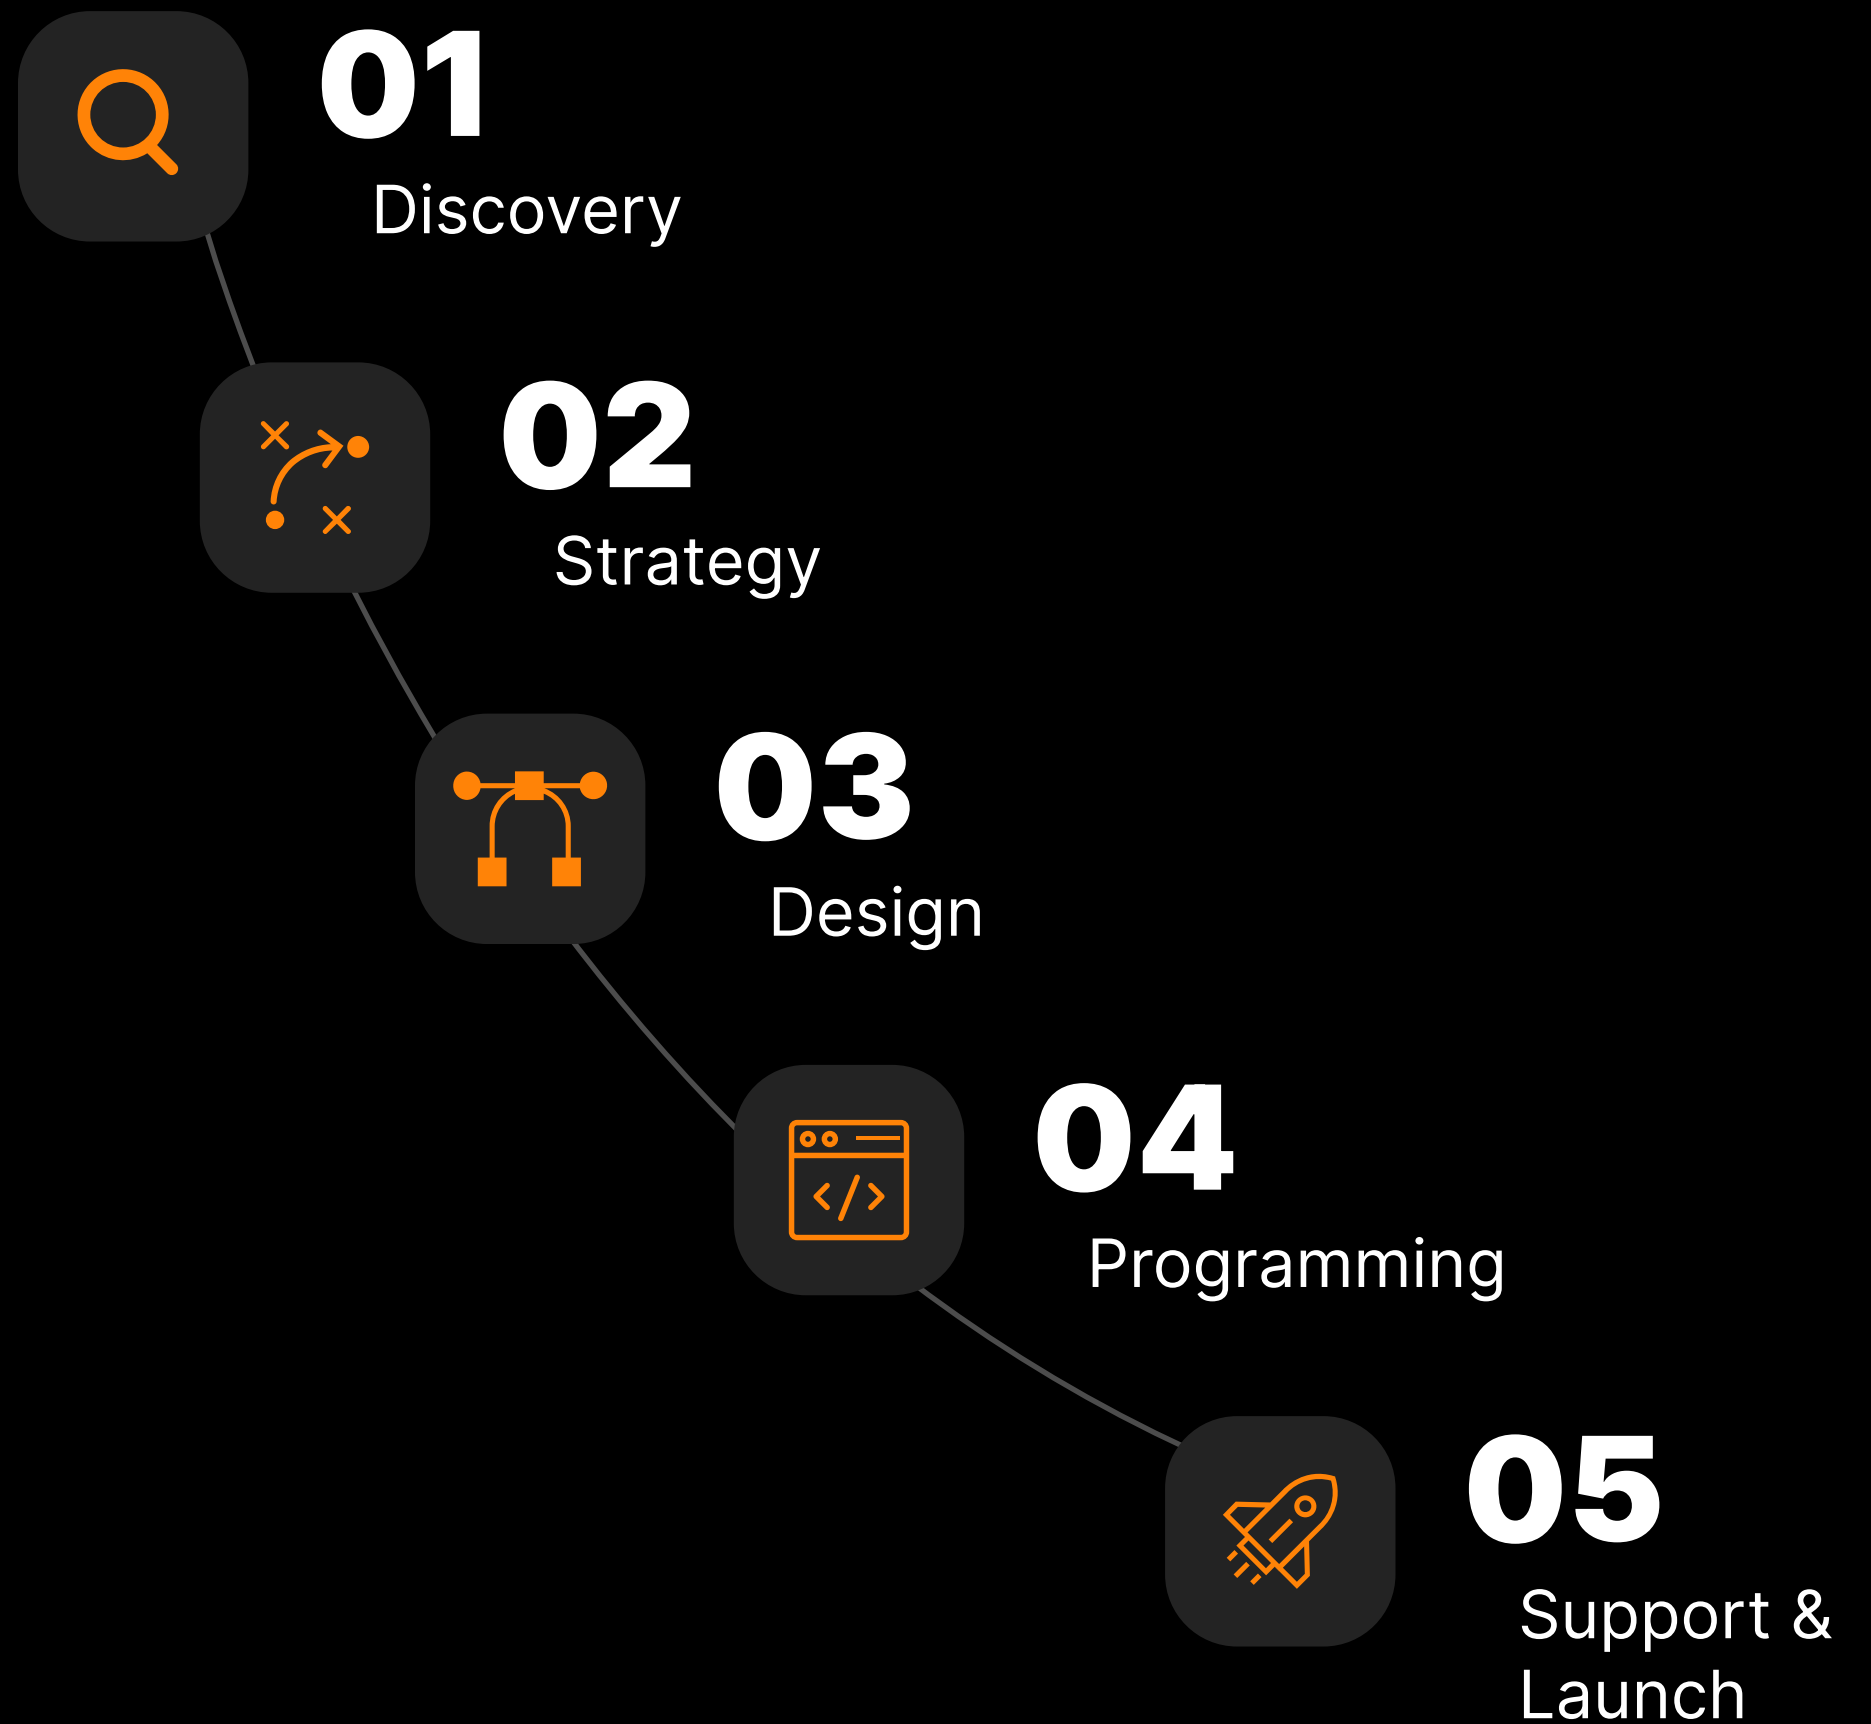 01
Discovery
02
Strategy
03
Design
04
Programming
05
Support &
Launch